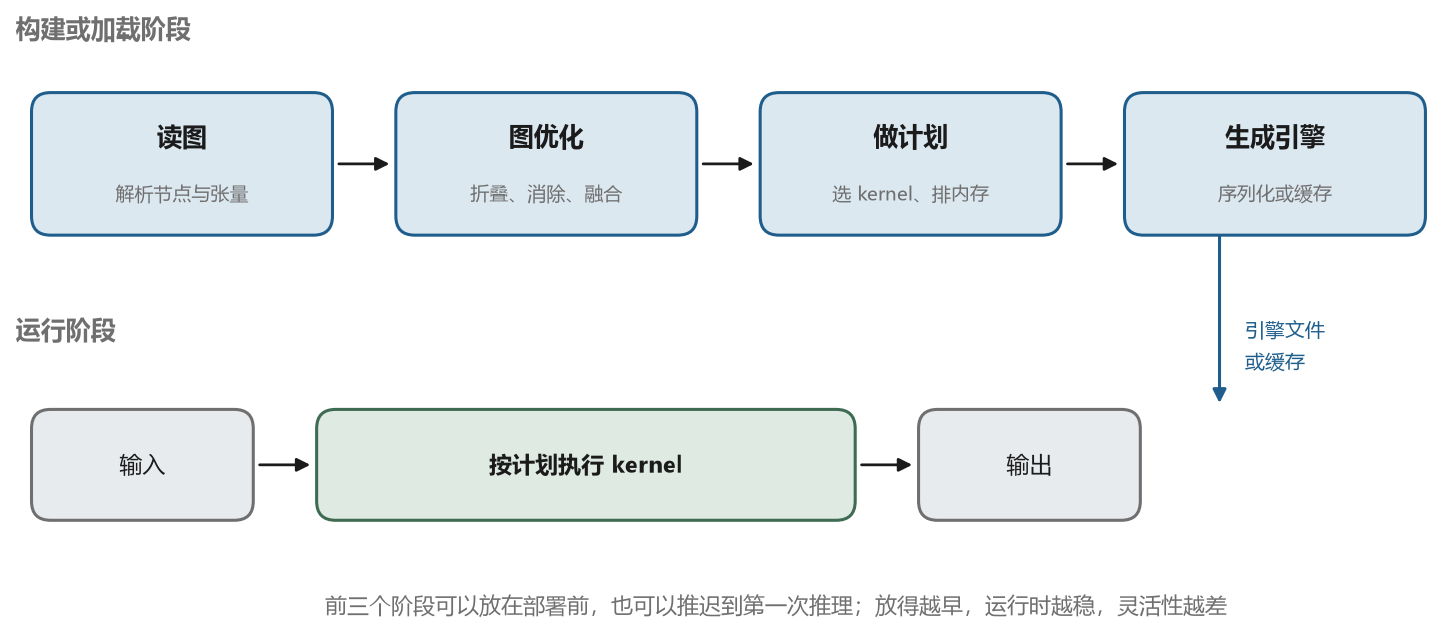 构建或加载阶段
读图
解析节点与张量
图优化
折叠、消除、融合
做计划
选 kernel、排内存
生成引擎
序列化或缓存
引擎文件
或缓存
运行阶段
输入
按计划执行 kernel
输出
前三个阶段可以放在部署前，也可以推迟到第一次推理；放得越早，运行时越稳，灵活性越差